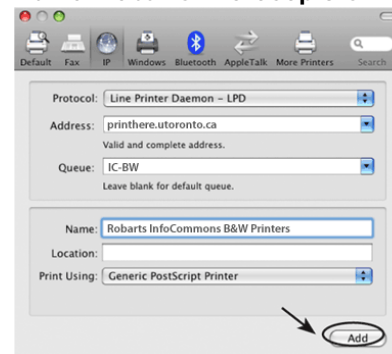 Default Fax IP Windows Bluetooth AppleTalk More Printers Search
Protocol: Line Printer Daemon – LPD
Address: printhere.utoronto.ca
Valid and complete address.
Queue: IC-BW
Leave blank for default queue.
Name: Robarts InfoCommons B&W Printers
Location:
Print Using: Generic PostScript Printer
Add